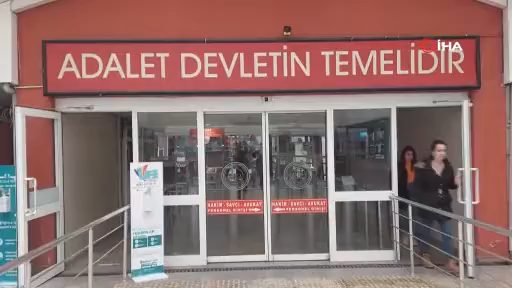 İHA
ADALET DEVLETİN TEMELİDİR
HAKİM - SAVCI - AVUKAT
PERSONEL GİRİŞİ
HAKİM - SAVCI - AVUKAT
PERSONEL GİRİŞİ